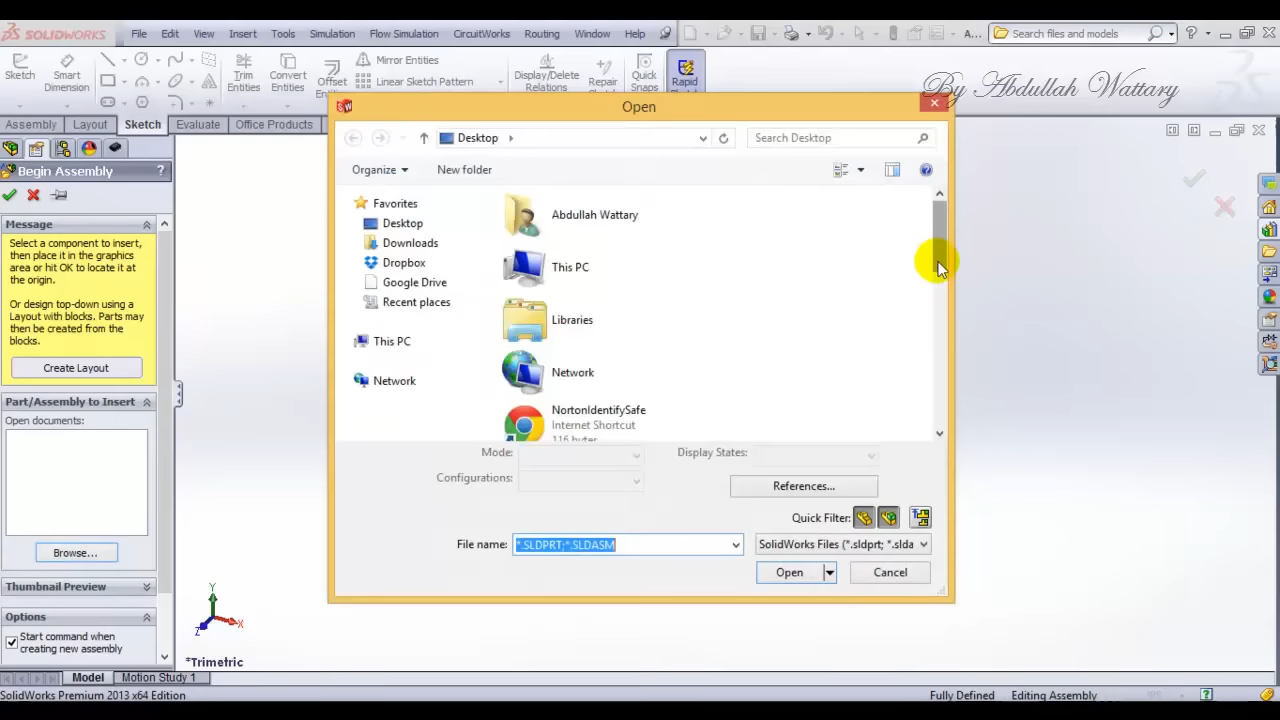 SOLIDWORKS File Edit View Insert Tools Simulation Flow Simulation CircuitWorks Routing Window Help A... Search files and models
Sketch Smart Dimension Trim Entities Convert Entities Offset Mirror Entities Linear Sketch Pattern Display/Delete Relations Repair Quick Snaps Rapid
By Abdullah Wattary
Assembly Layout Sketch Evaluate Office Products
Open
Desktop
Search Desktop
Organize
New folder
Begin Assembly ?
Message
Select a component to insert,
then place it in the graphics
area or hit OK to locate it at
the origin.
Or design top-down using a
Layout with blocks. Parts may
then be created from the
blocks.
Create Layout
Part/Assembly to Insert
Open documents:
Browse...
Thumbnail Preview
Options
Start command when
creating new assembly
Favorites
Desktop
Downloads
Dropbox
Google Drive
Recent places
This PC
Network
Abdullah Wattary
This PC
Libraries
Network
NortonIdentifySafe
Internet Shortcut
116 bytes
Mode:
Display States:
Configurations:
References...
Quick Filter:
File name: *.SLDPRT;*.SLDASM
SolidWorks Files (*.sldprt; *.slda
Open
Cancel
Y
X
Z
*Trimetric
Model Motion Study 1
SolidWorks Premium 2013 x64 Edition
Fully Defined Editing Assembly